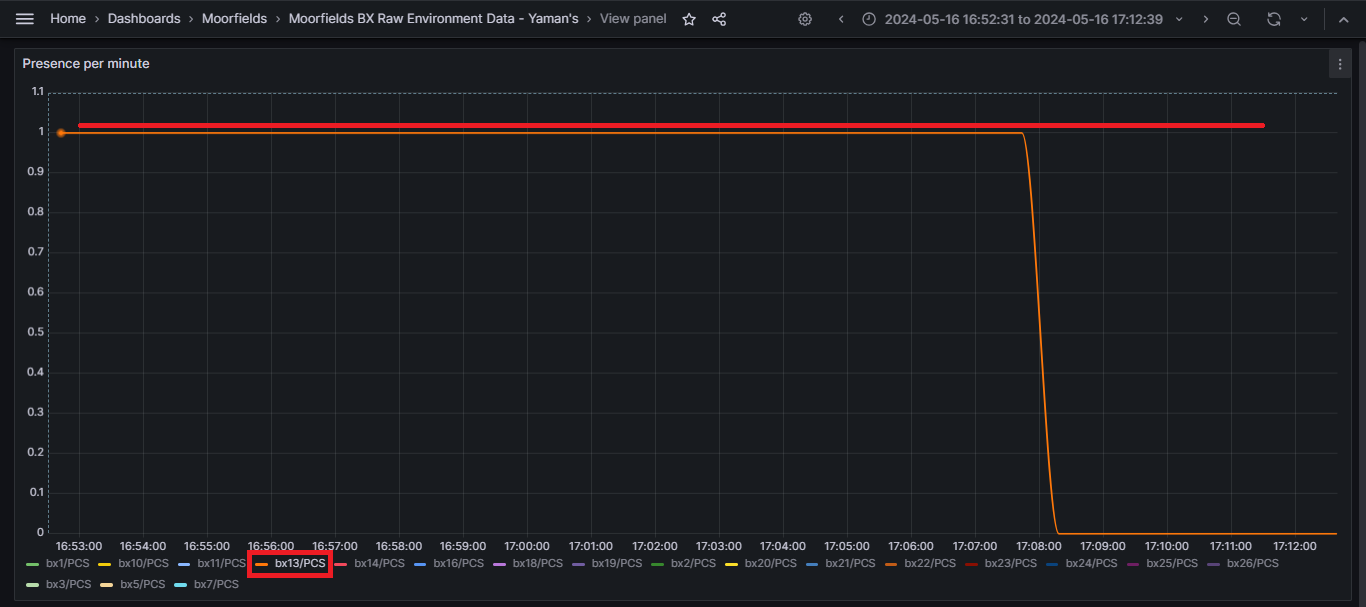 Home › Dashboards › Moorfields › Moorfields BX Raw Environment Data - Yaman's › View panel 2024-05-16 16:52:31 to 2024-05-16 17:12:39
Presence per minute
1.1
1
0.9
0.8
0.7
0.6
0.5
0.4
0.3
0.2
0.1
0
16:53:00 16:54:00 16:55:00 16:56:00 16:57:00 16:58:00 16:59:00 17:00:00 17:01:00 17:02:00 17:03:00 17:04:00 17:05:00 17:06:00 17:07:00 17:08:00 17:09:00 17:10:00 17:11:00 17:12:00
bx1/PCS bx10/PCS bx11/PCS bx13/PCS bx14/PCS bx16/PCS bx18/PCS bx19/PCS bx2/PCS bx20/PCS bx21/PCS bx22/PCS bx23/PCS bx24/PCS bx25/PCS bx26/PCS
bx3/PCS bx5/PCS bx7/PCS